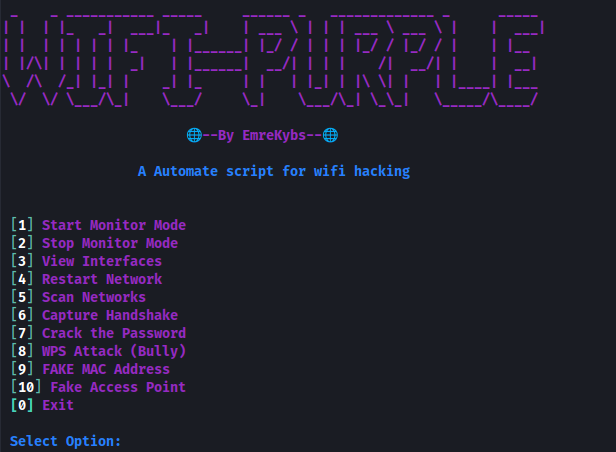 WIFI-PURPLE
--By EmreKybs--
A Automate script for wifi hacking
[1] Start Monitor Mode
[2] Stop Monitor Mode
[3] View Interfaces
[4] Restart Network
[5] Scan Networks
[6] Capture Handshake
[7] Crack the Password
[8] WPS Attack (Bully)
[9] FAKE MAC Address
[10] Fake Access Point
[0] Exit
Select Option: